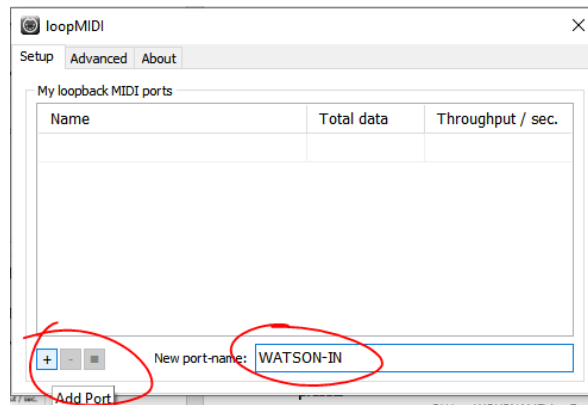 loopMIDI
Setup Advanced About
My loopback MIDI ports
Name Total data Throughput / sec.
+ -
New port-name: WATSON-IN
Add Port